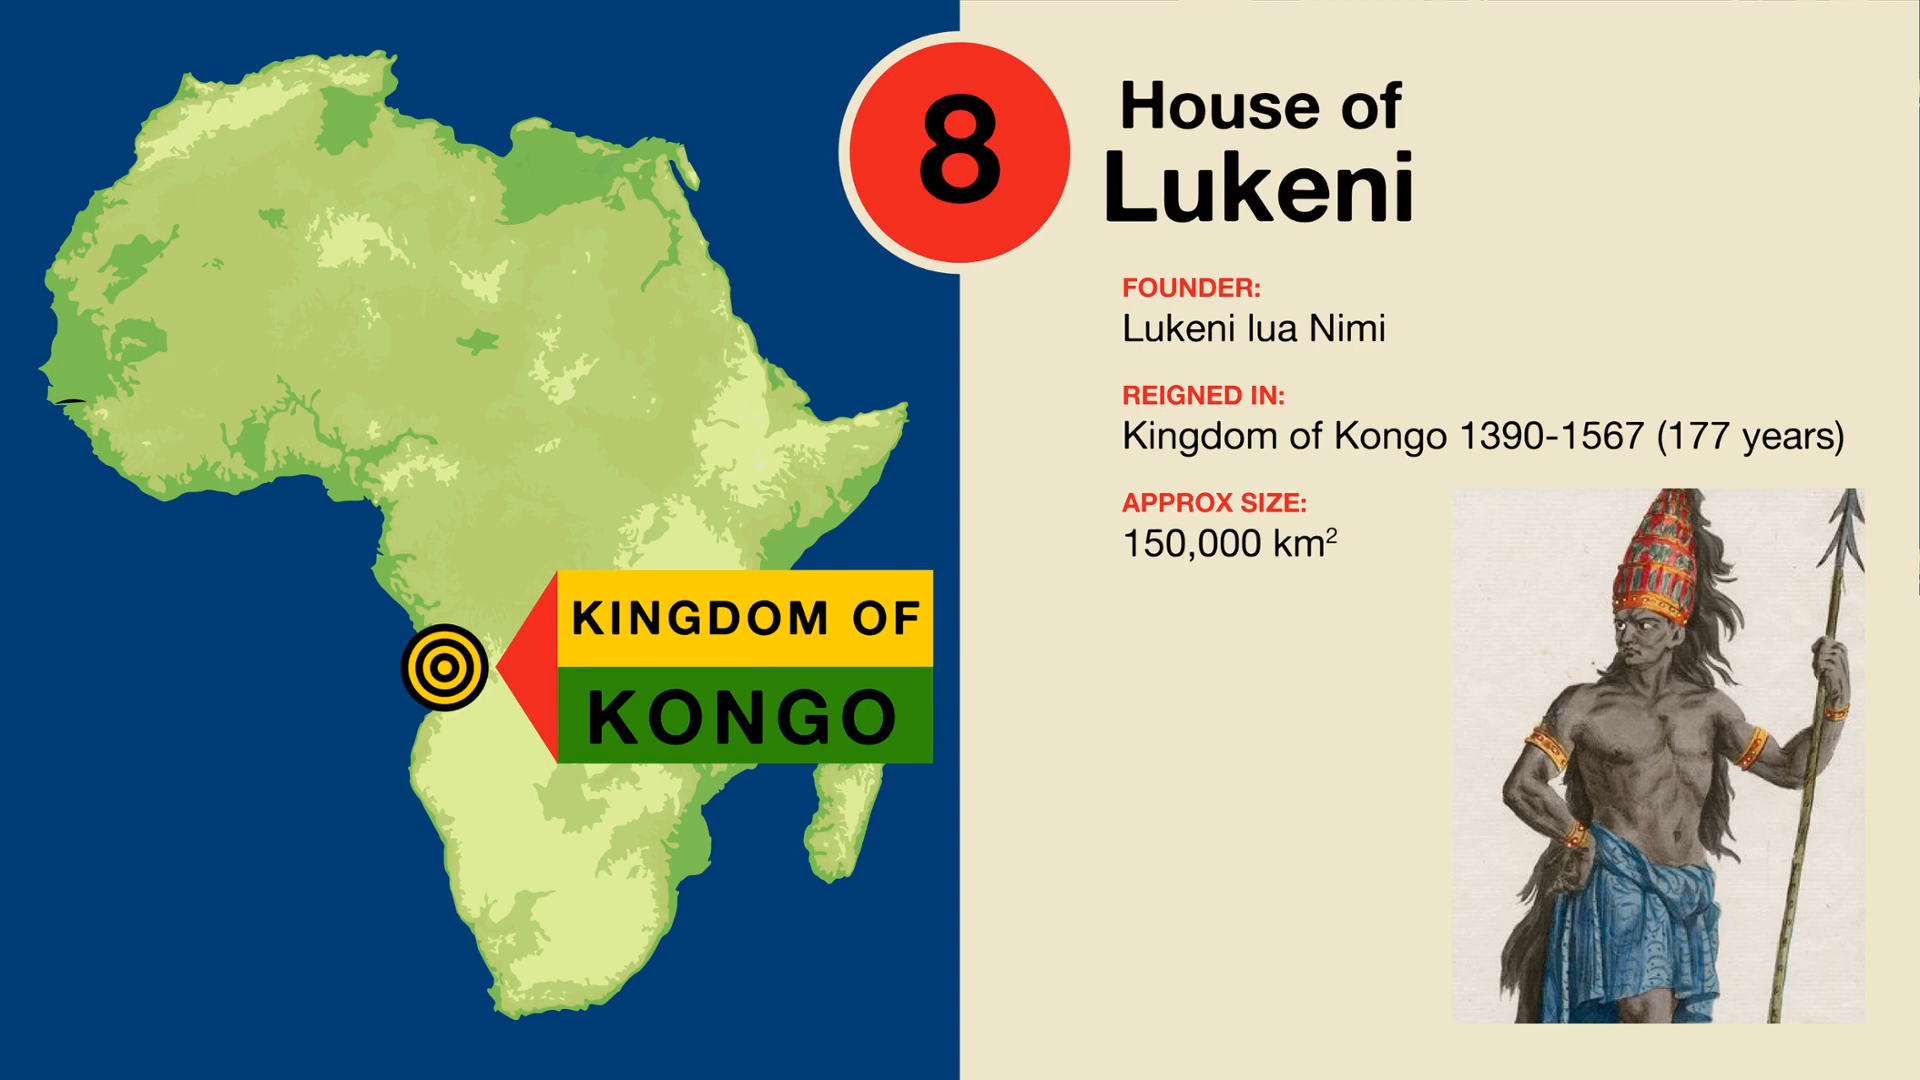 8
House of
Lukeni
FOUNDER:
Lukeni lua Nimi
REIGNED IN:
Kingdom of Kongo 1390-1567 (177 years)
APPROX SIZE:
150,000 km²
KINGDOM OF
KONGO